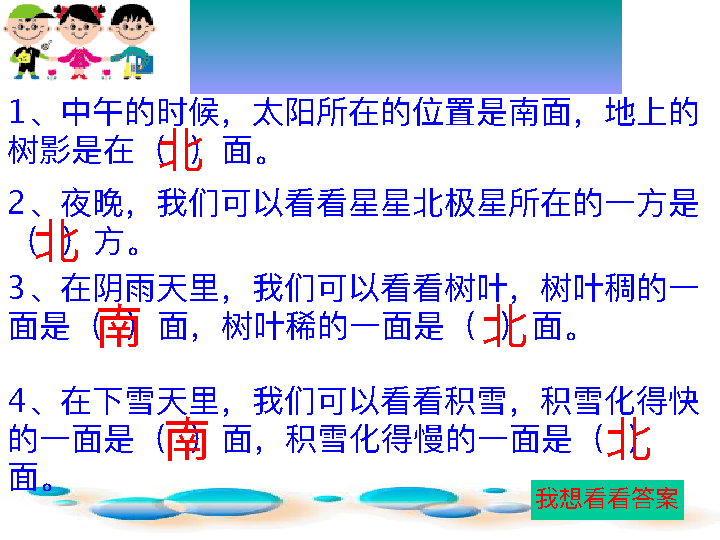 1、中午的时候，太阳所在的位置是南面，地上的
树影是在（北）面。
2、夜晚，我们可以看看星星北极星所在的一方是
（北）方。
3、在阴雨天里，我们可以看看树叶，树叶稠的一
面是（南）面，树叶稀的一面是（北）面。
4、在下雪天里，我们可以看看积雪，积雪化得快
的一面是（南）面，积雪化得慢的一面是（北）
面。
我想看看答案